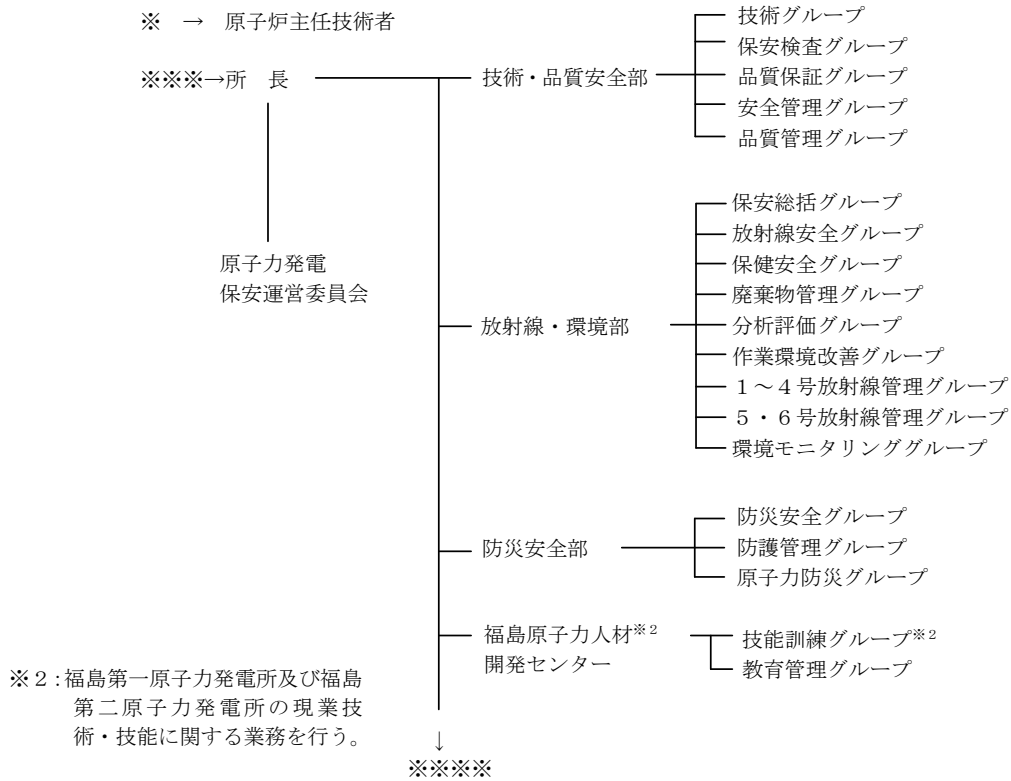 ※ → 原子炉主任技術者
※※※→所 長
原子力発電
保安運営委員会
技術・品質安全部
技術グループ
保安検査グループ
品質保証グループ
安全管理グループ
品質管理グループ
放射線・環境部
保安総括グループ
放射線安全グループ
保健安全グループ
廃棄物管理グループ
分析評価グループ
作業環境改善グループ
1~4号放射線管理グループ
5・6号放射線管理グループ
環境モニタリンググループ
防災安全部
防災安全グループ
防護管理グループ
原子力防災グループ
福島原子力人材※2
開発センター
技能訓練グループ※2
教育管理グループ
※2:福島第一原子力発電所及び福島
第二原子力発電所の現業技
術・技能に関する業務を行う。
↓
※※※※